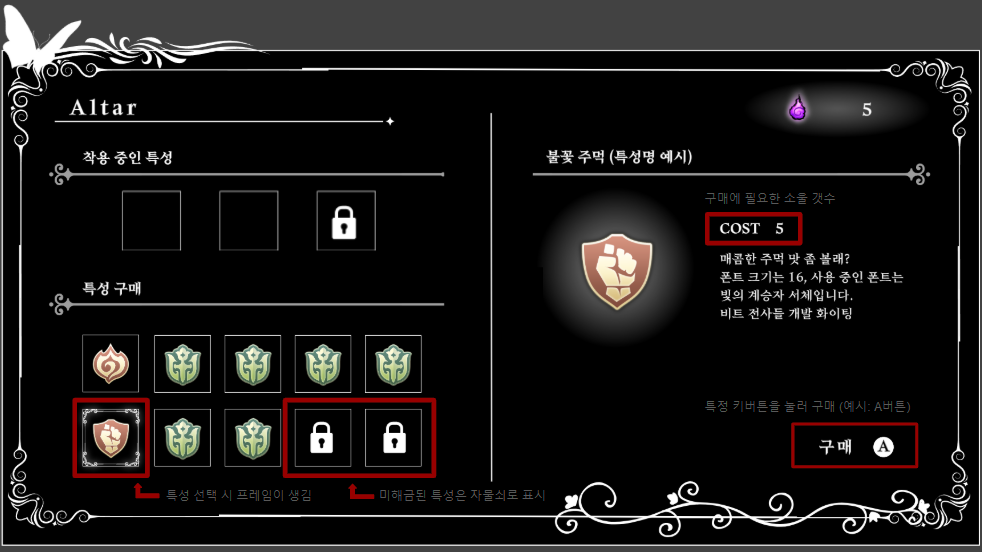 Altar
5
착용 중인 특성
특성 구매
특성 선택 시 프레임이 생김
미해금된 특성은 자물쇠로 표시
불꽃 주먹 (특성명 예시)
구매에 필요한 소울 갯수
COST 5
매콤한 주먹 맛 좀 볼래?
폰트 크기는 16, 사용 중인 폰트는
빛의 계승자 서체입니다.
비트 전사들 개발 화이팅
특정 키버튼을 눌러 구매 (예시: A버튼)
구매 A